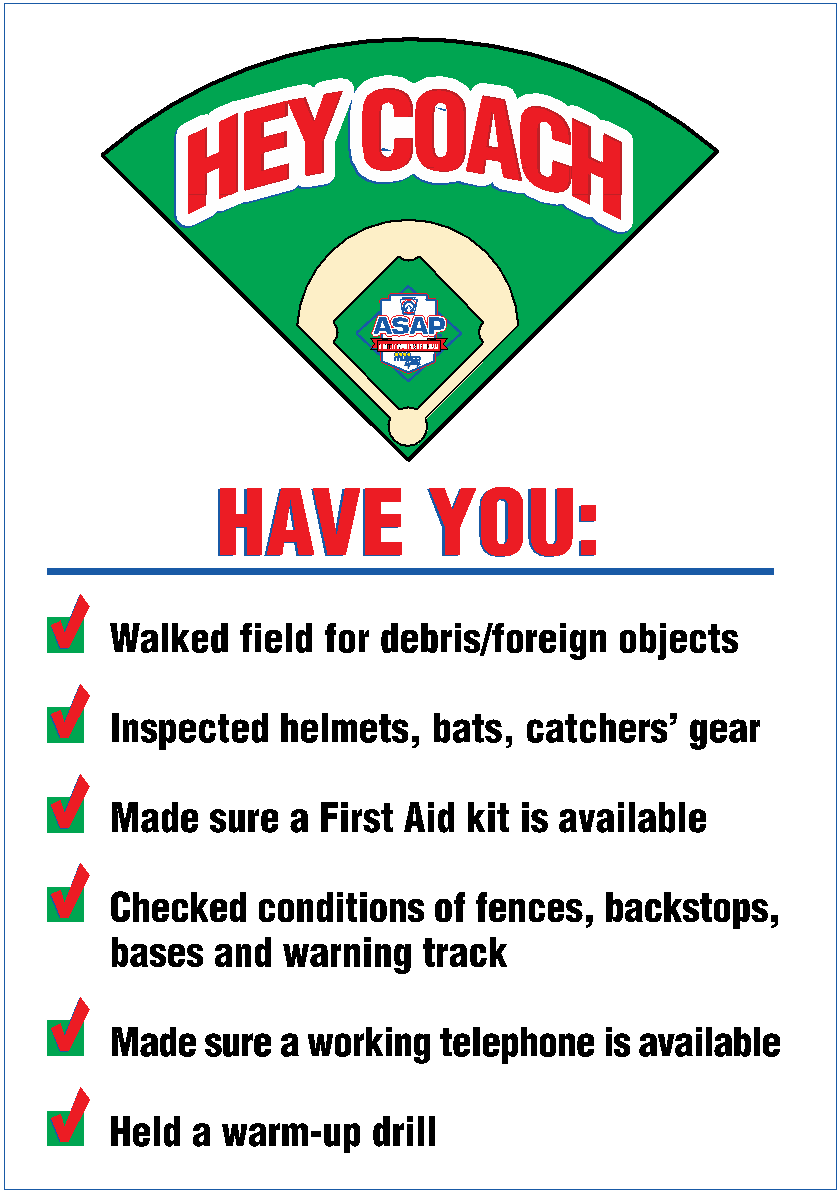 HEY COACH
ASAP
HAVE YOU:
Walked field for debris/foreign objects
Inspected helmets, bats, catchers’ gear
Made sure a First Aid kit is available
Checked conditions of fences, backstops,
bases and warning track
Made sure a working telephone is available
Held a warm-up drill